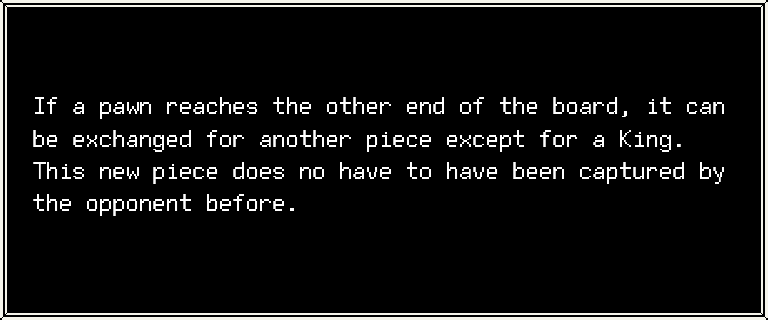 If a pawn reaches the other end of the board, it can
be exchanged for another piece except for a King.
This new piece does no have to have been captured by
the opponent before.